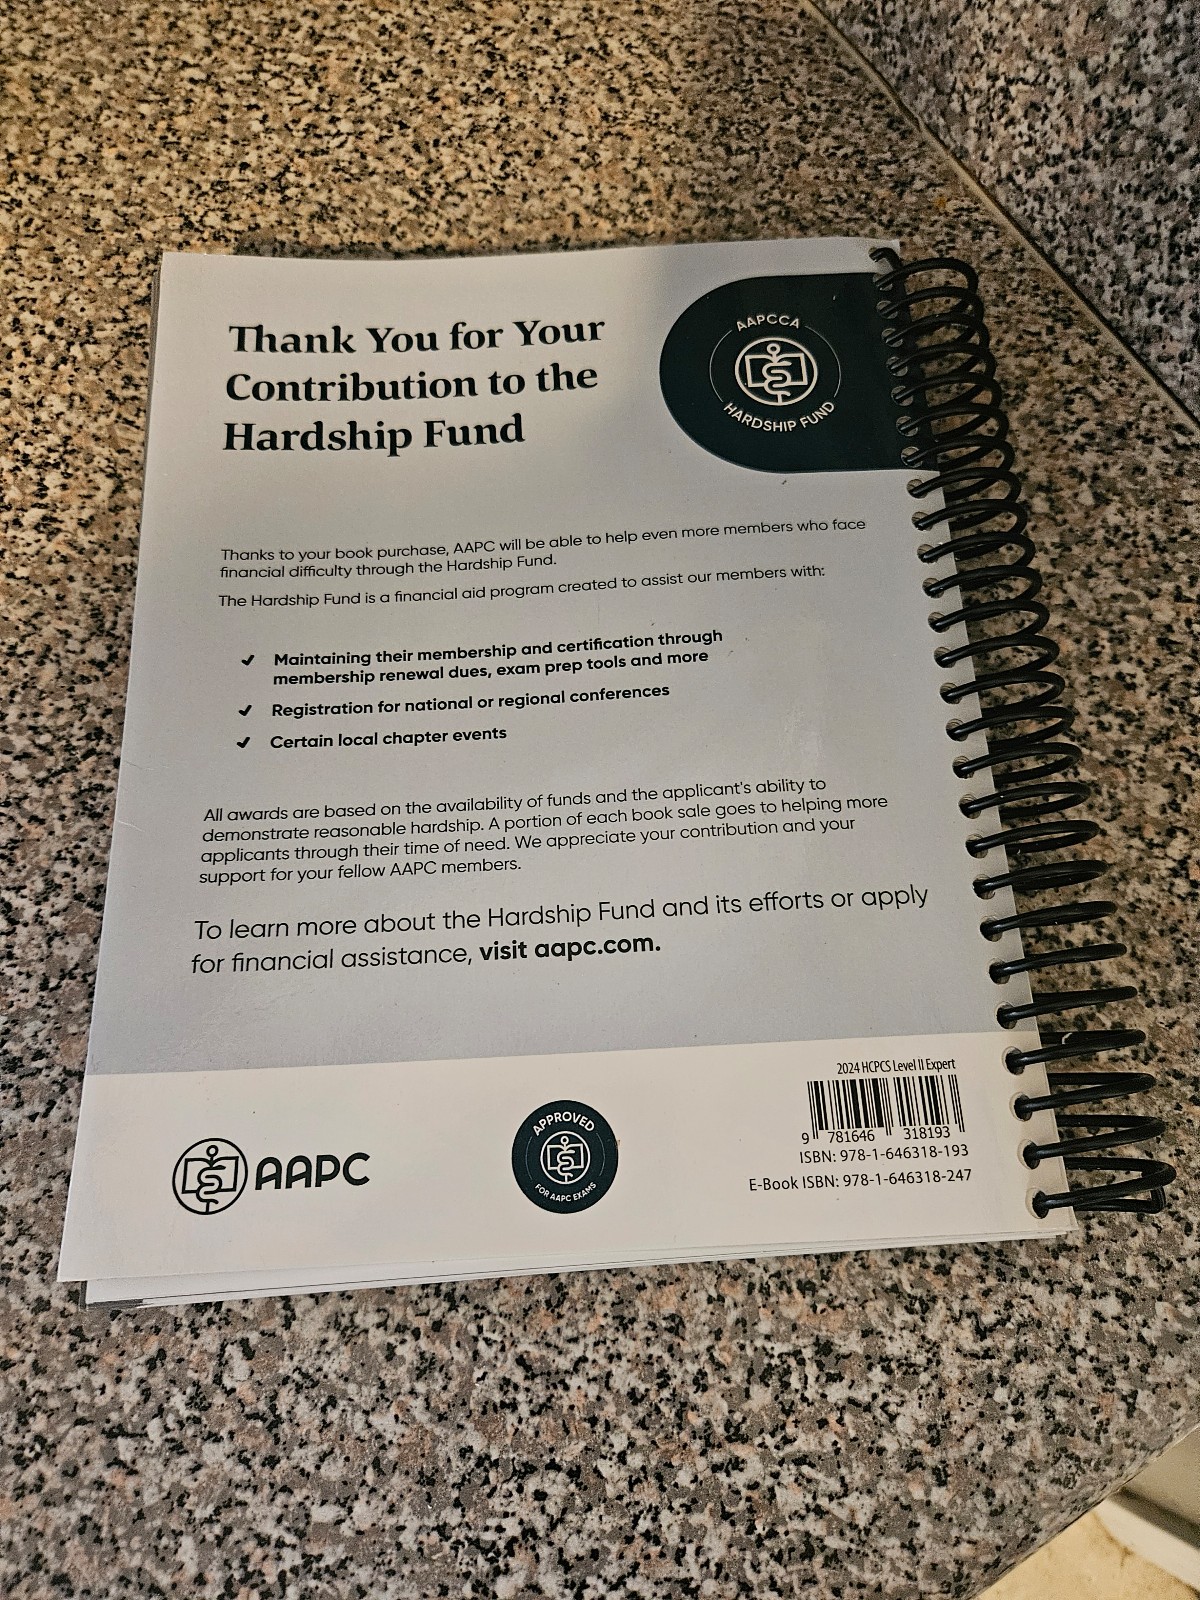 Thank You for Your
Contribution to the
Hardship Fund
AAPCCA
HARDSHIP FUND
Thanks to your book purchase, AAPC will be able to help even more members who face
financial difficulty through the Hardship Fund.
The Hardship Fund is a financial aid program created to assist our members with:
Maintaining their membership and certification through
membership renewal dues, exam prep tools and more
Registration for national or regional conferences
Certain local chapter events
All awards are based on the availability of funds and the applicant's ability to
demonstrate reasonable hardship. A portion of each book sale goes to helping more
applicants through their time of need. We appreciate your contribution and your
support for your fellow AAPC members.
To learn more about the Hardship Fund and its efforts or apply
for financial assistance, visit aapc.com.
AAPC
APPROVED
FOR AAPC EXAMS
2024 HCPCS Level II Expert
9 781646 318193
ISBN: 978-1-646318-193
E-Book ISBN: 978-1-646318-247